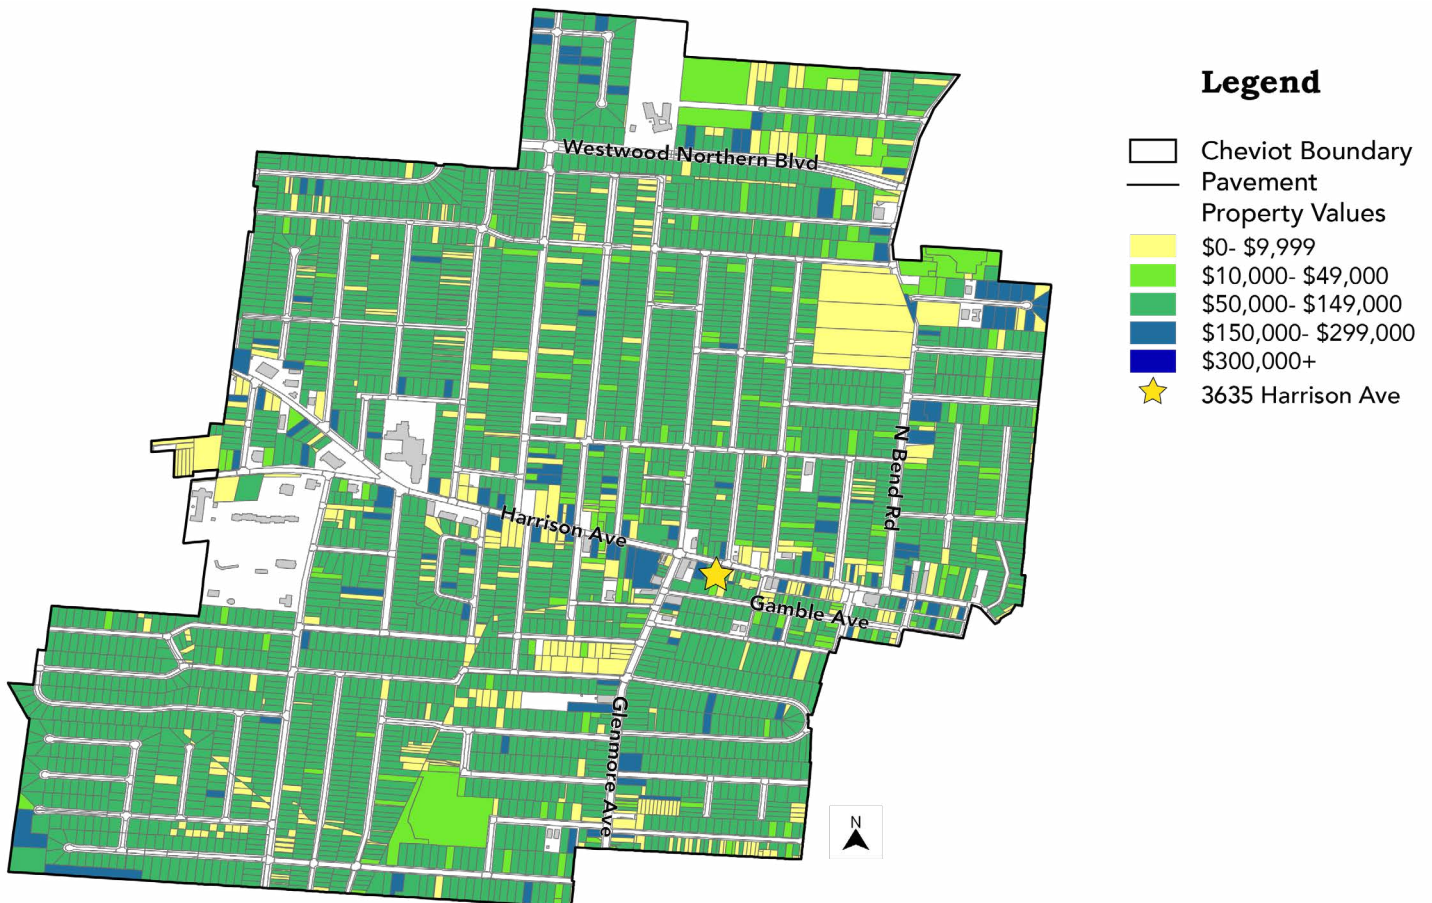 Legend
Cheviot Boundary
Pavement
Property Values
$0- $9,999
$10,000- $49,000
$50,000- $149,000
$150,000- $299,000
$300,000+
3635 Harrison Ave
Westwood Northern Blvd
N Bend Rd
Harrison Ave
Gamble Ave
Glenmore Ave
N